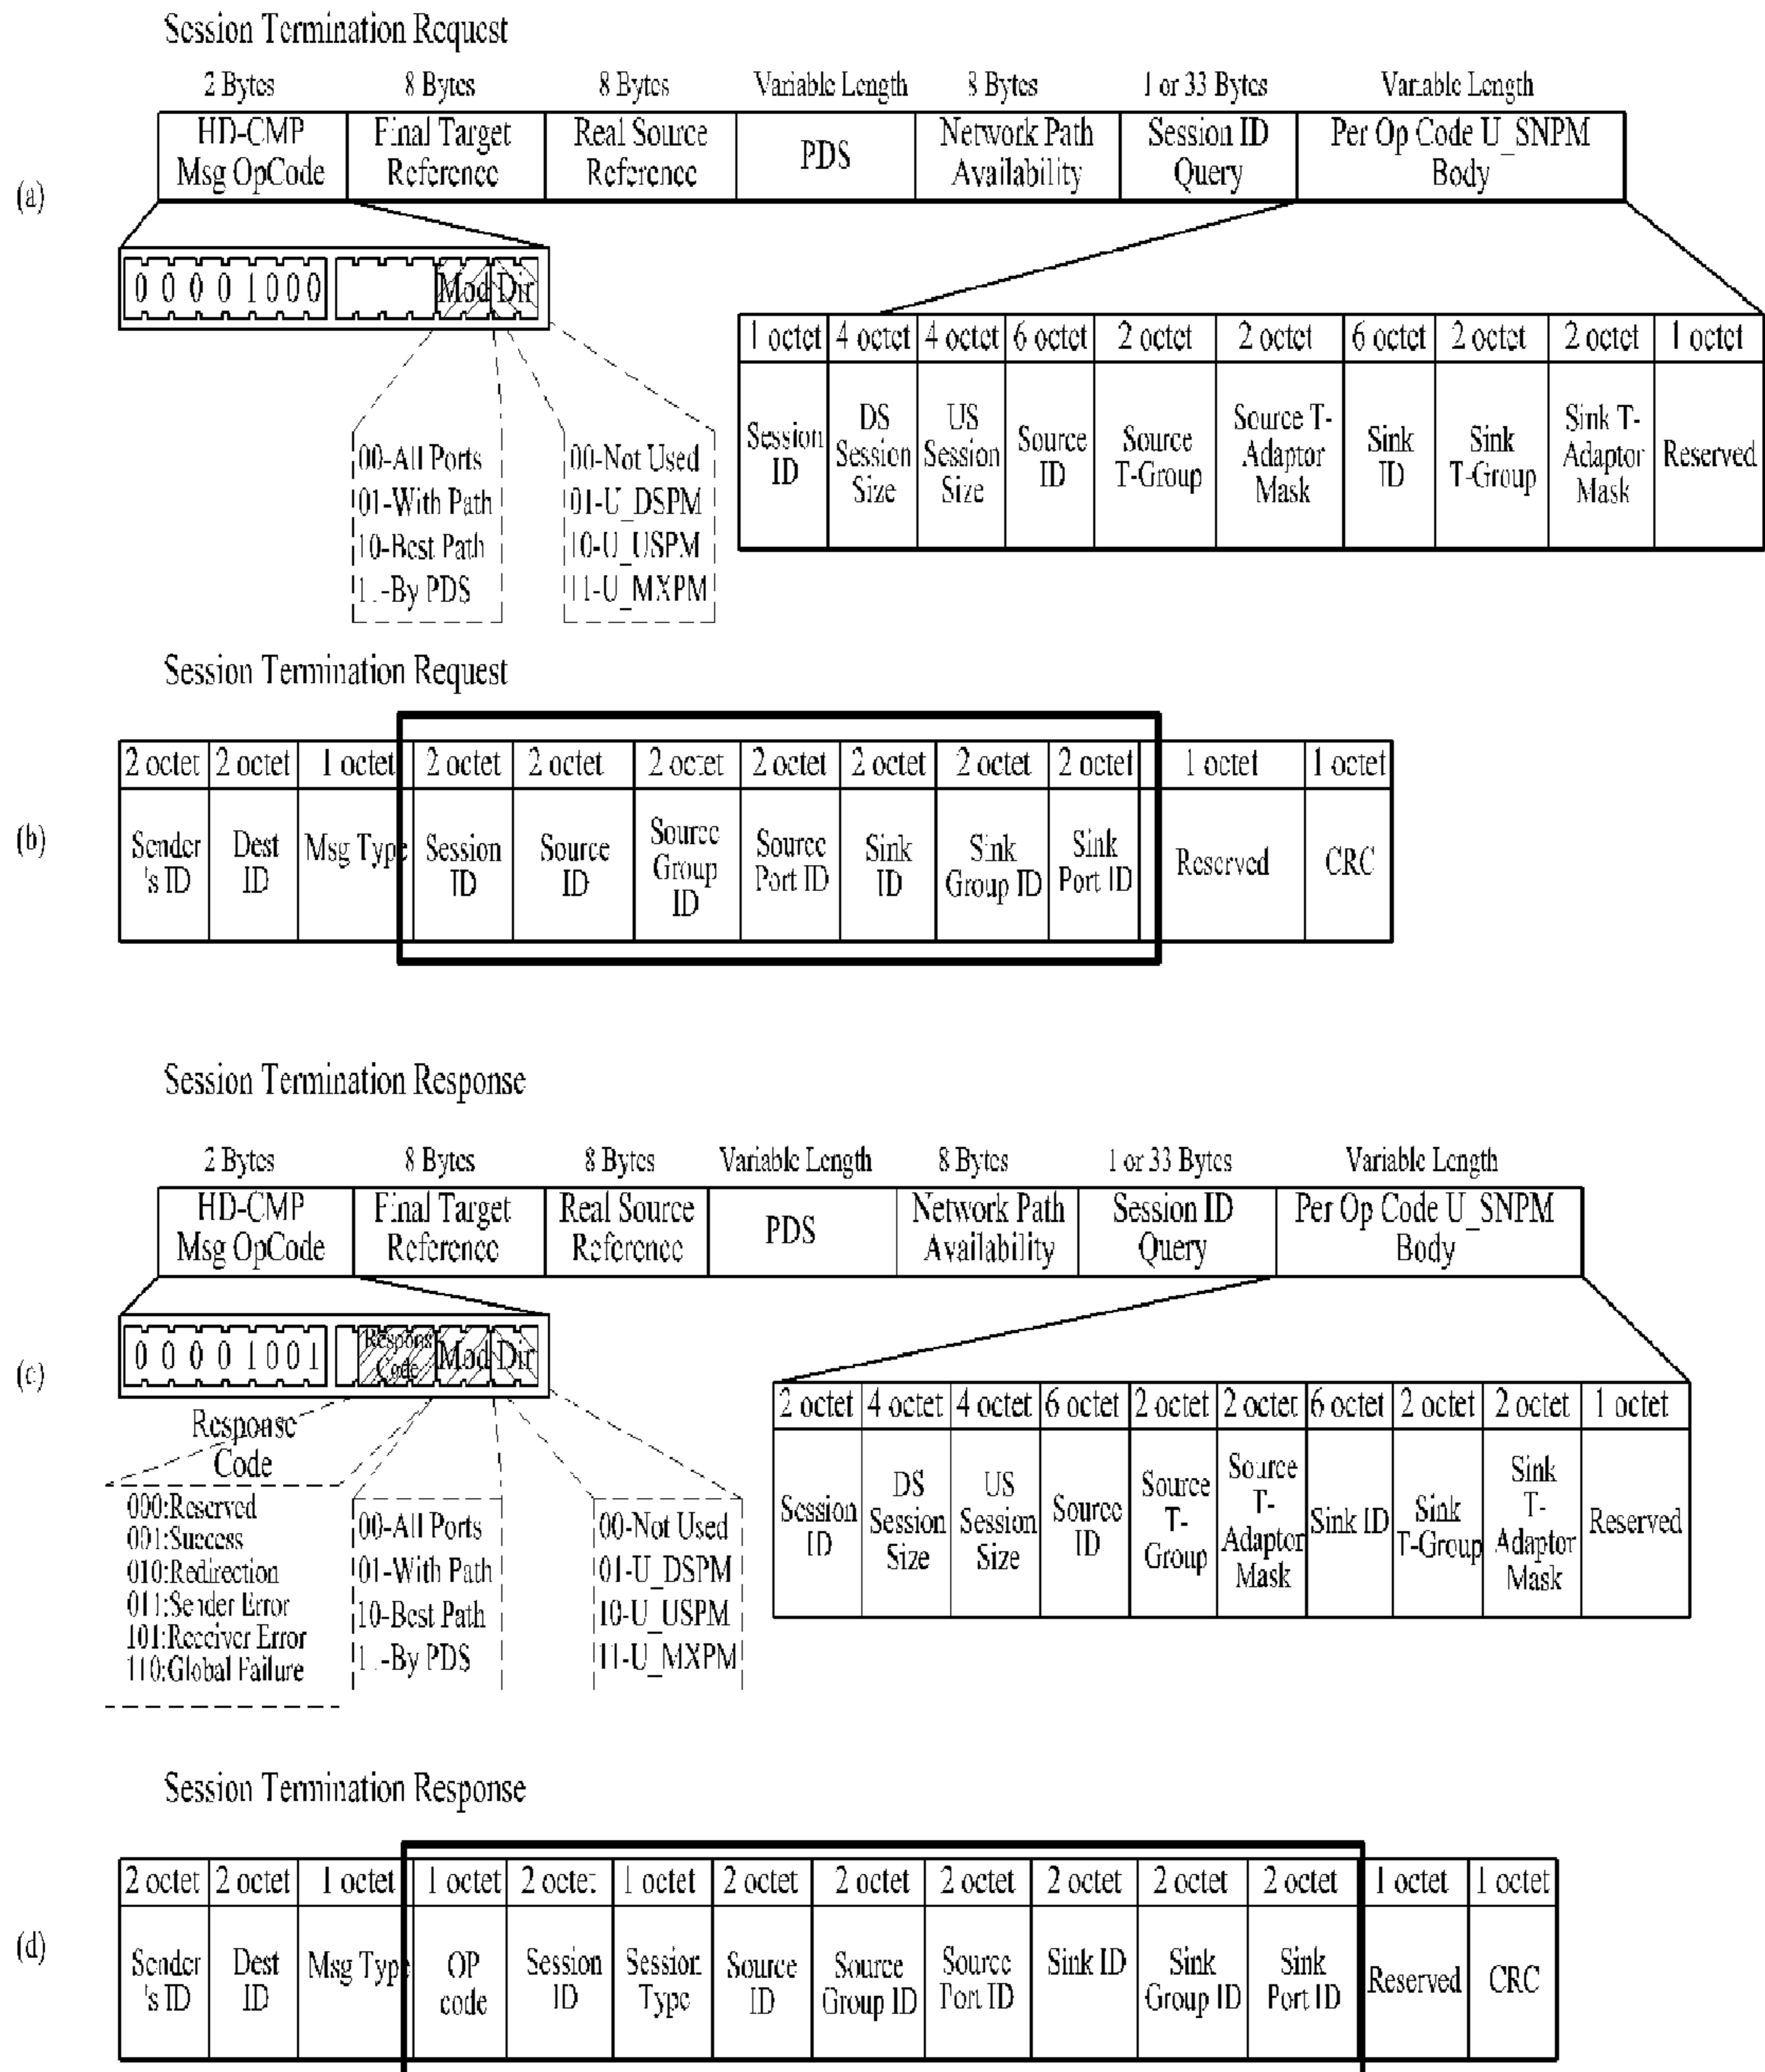 Session Termination Request
2 Bytes 8 Bytes 8 Bytes Variable Length 8 Bytes 1 or 33 Bytes Variable Length
HD-CMP Msg OpCode
Final Target Reference
Real Source Reference
PDS
Network Path Availability
Session ID Query
Per Op Code U_SNPM Body
(a)
0 0 0 0 1 0 0 0 Mod Dir
00-All Ports
01-With Path
10-Best Path
-By PDS
00-Not Used
01-U_DSPM
10-U_USPM
11-U_MXPM
1 octet 4 octet 4 octet 6 octet 2 octet 2 octet 6 octet 2 octet 2 octet 1 octet
Session ID
DS Session Size
US Session Size
Source ID
Source T-Group
Source T-Adaptor Mask
Sink ID
Sink T-Group
Sink T-Adaptor Mask
Reserved
Session Termination Request
(b)
2 octet 2 octet 1 octet 2 octet 2 octet 2 octet 2 octet 2 octet 2 octet 2 octet 1 octet 1 octet
Sender 's ID
Dest ID
Msg Type
Session ID
Source ID
Source Group ID
Source Port ID
Sink ID
Sink Group ID
Sink Port ID
Reserved
CRC
Session Termination Response
2 Bytes 8 Bytes 8 Bytes Variable Length 8 Bytes 1 or 33 Bytes Variable Length
HD-CMP Msg OpCode
Final Target Reference
Real Source Reference
PDS
Network Path Availability
Session ID Query
Per Op Code U_SNPM Body
(c)
0 0 0 0 1 0 0 1 Respons Code Mod Dir
Response Code
000:Reserved
001:Success
010:Redirection
011:Sender Error
101:Receiver Error
110:Global Failure
00-All Ports
01-With Path
10-Best Path
-By PDS
00-Not Used
01-U_DSPM
10-U_USPM
11-U_MXPM
2 octet 4 octet 4 octet 6 octet 2 octet 2 octet 6 octet 2 octet 2 octet 1 octet
Session ID
DS Session Size
US Session Size
Source ID
Source T-Group
Source T-Adaptor Mask
Sink ID
Sink T-Group
Sink T-Adaptor Mask
Reserved
Session Termination Response
(d)
2 octet 2 octet 1 octet 1 octet 2 octet 1 octet 2 octet 2 octet 2 octet 2 octet 2 octet 2 octet 1 octet 1 octet
Sender 's ID
Dest ID
Msg Type
OP code
Session ID
Session Type
Source ID
Source Group ID
Source Port ID
Sink ID
Sink Group ID
Sink Port ID
Reserved
CRC